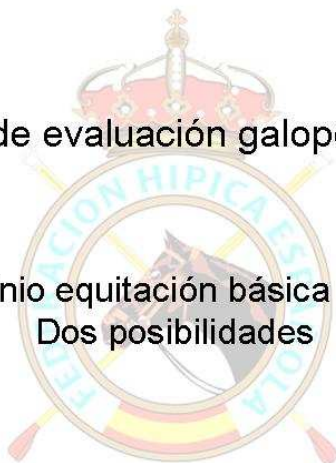 de evaluación galop
nio equitación básica
Dos posibilidades
FEDERACION HIPICA ESPAÑOLA